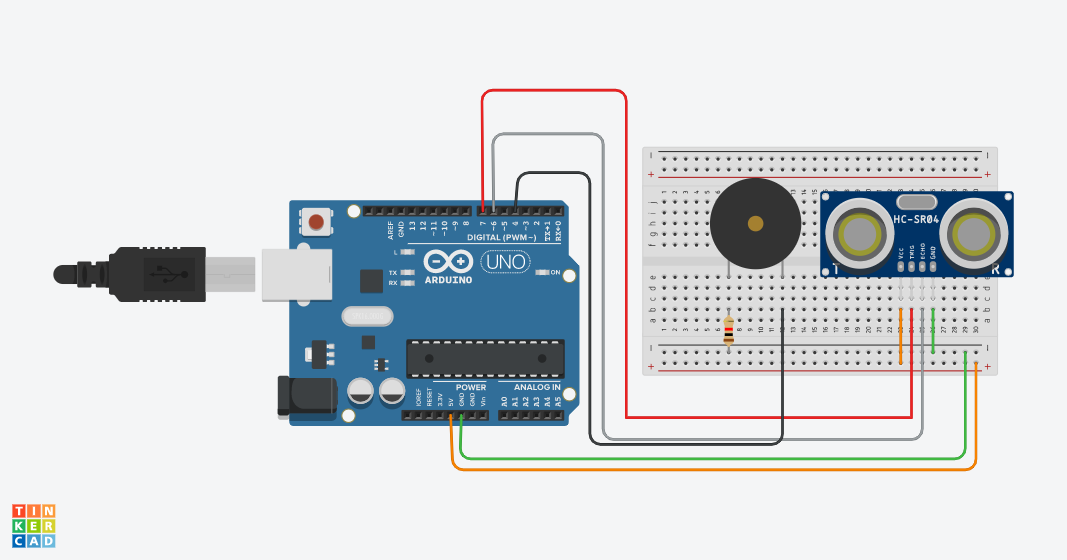 AREF
GND
13
12
~11
~10
~9
8
7
~6
~5
4
~3
2
TX→1
RX←0
DIGITAL (PWM~)
L
TX
RX
UNO
ON
ARDUINO
POWER
ANALOG IN
IOREF
RESET
3.3V
5V
GND
GND
Vin
A0
A1
A2
A3
A4
A5
HC-SR04
VCC
TRIG
ECHO
GND
T
R
TIN
KER
CAD